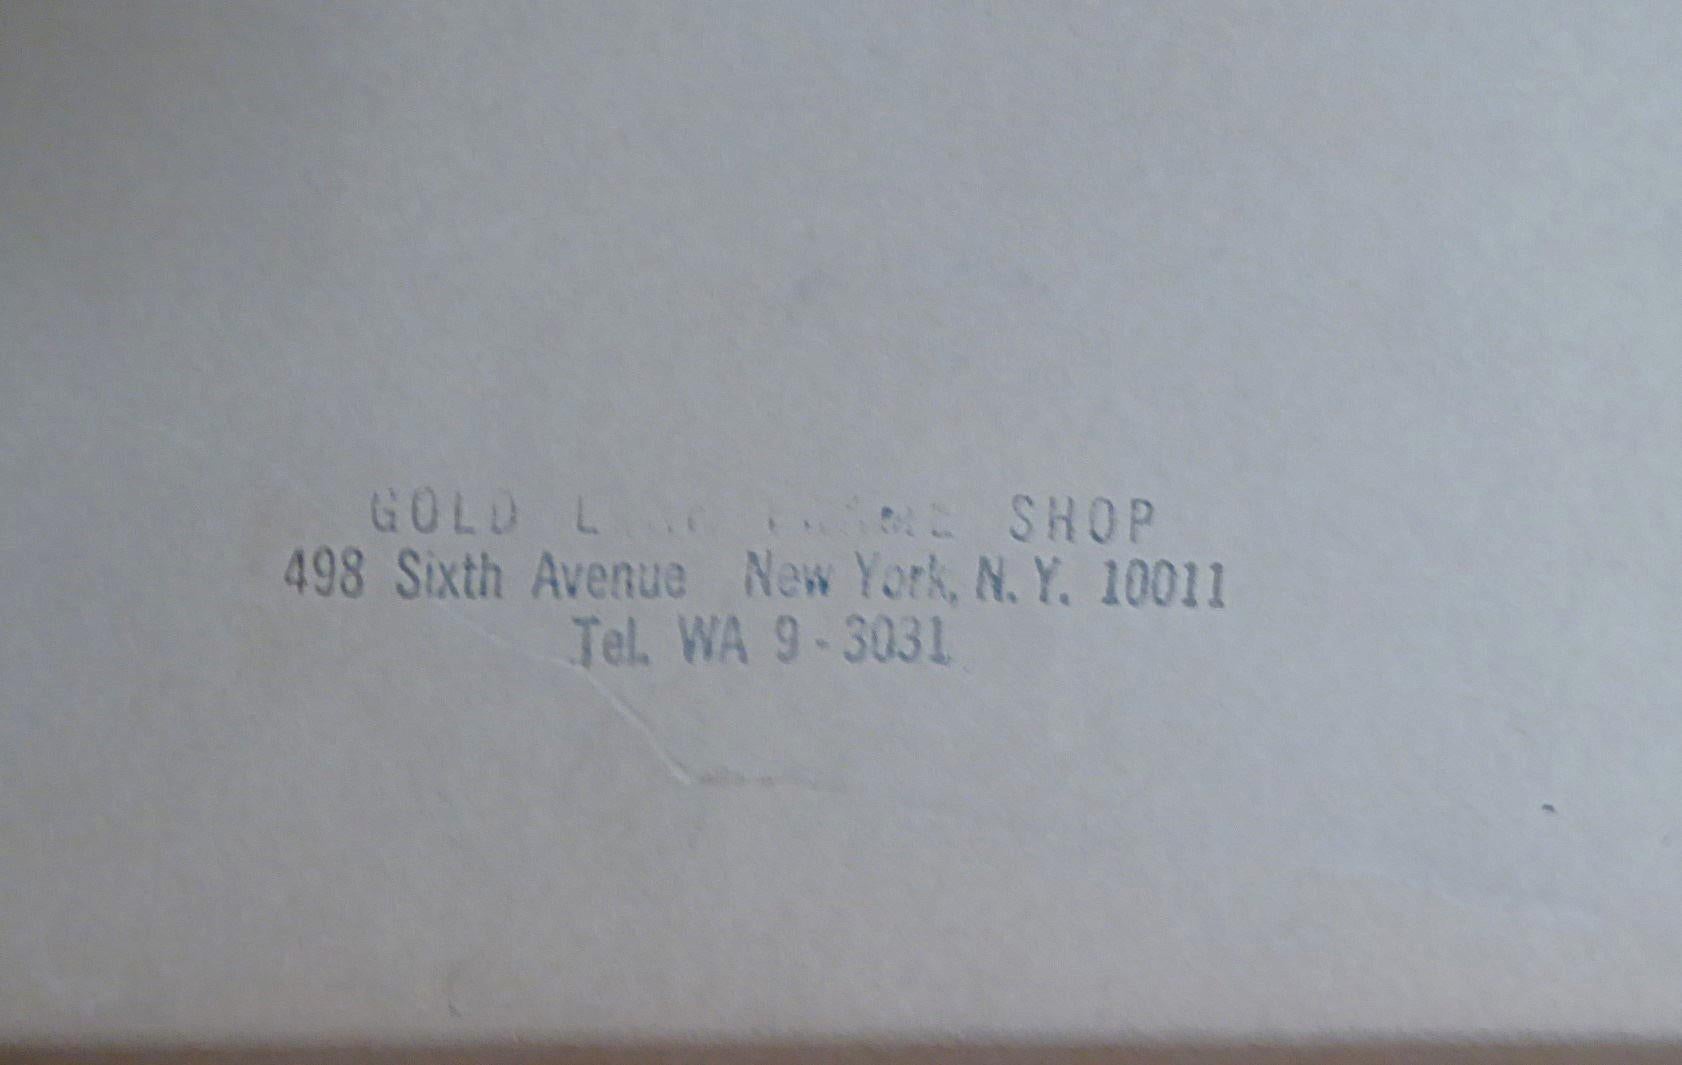 GOLD SHOP
498 Sixth Avenue New York, N.Y. 10011
Tel. WA 9-3031